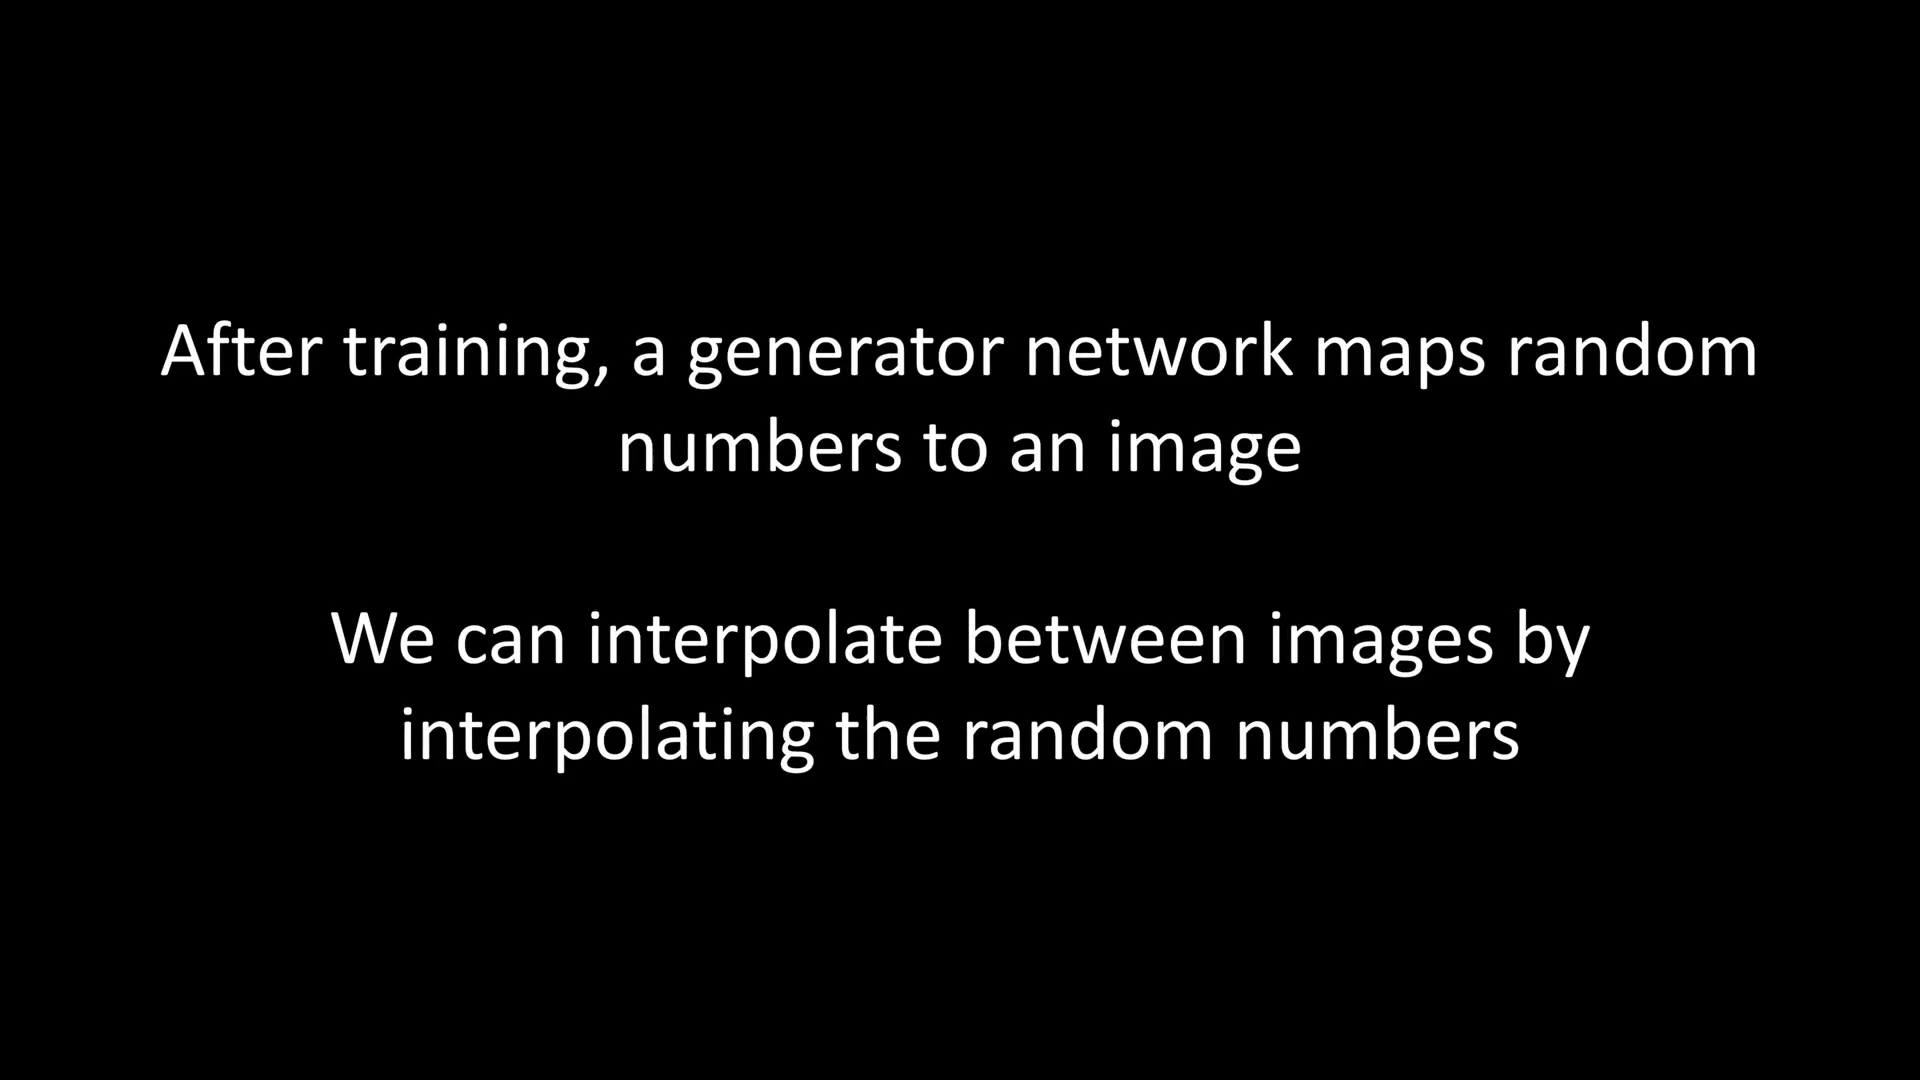 After training, a generator network maps random
numbers to an image
We can interpolate between images by
interpolating the random numbers